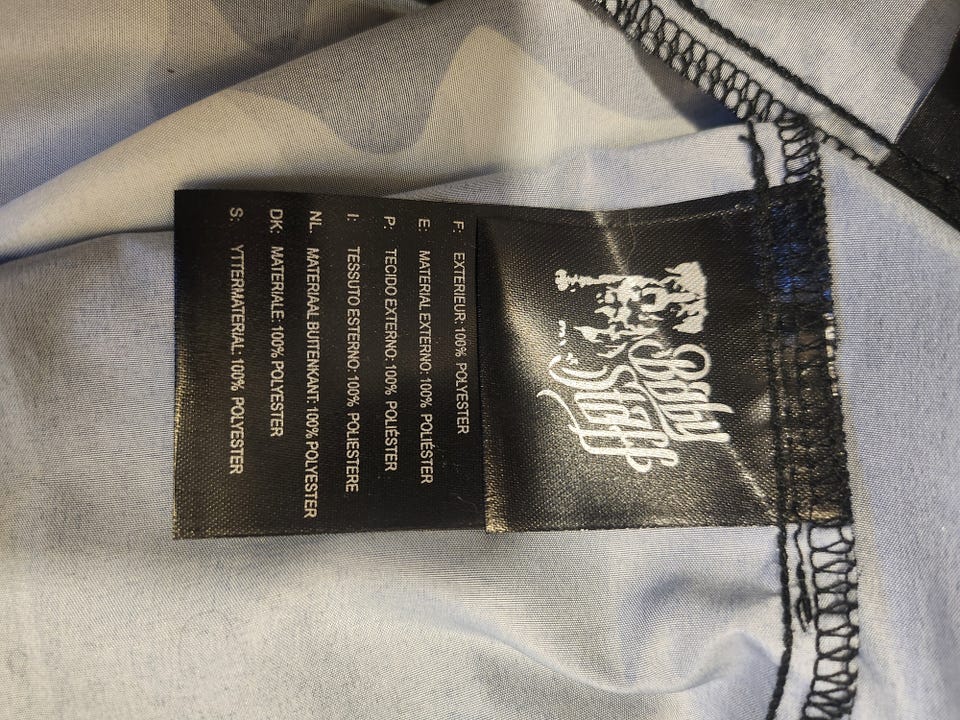 Baby
Staff
F: EXTERIEUR: 100% POLYESTER
E: MATERIAL EXTERNO: 100% POLIÉSTER
P: TECIDO EXTERNO: 100% POLIÉSTER
I: TESSUTO ESTERNO: 100% POLIESTERE
NL. MATERIAAL BUITENKANT: 100% POLYESTER
DK: MATERIALE: 100% POLYESTER
S: YTTERMATERIAL: 100% POLYESTER